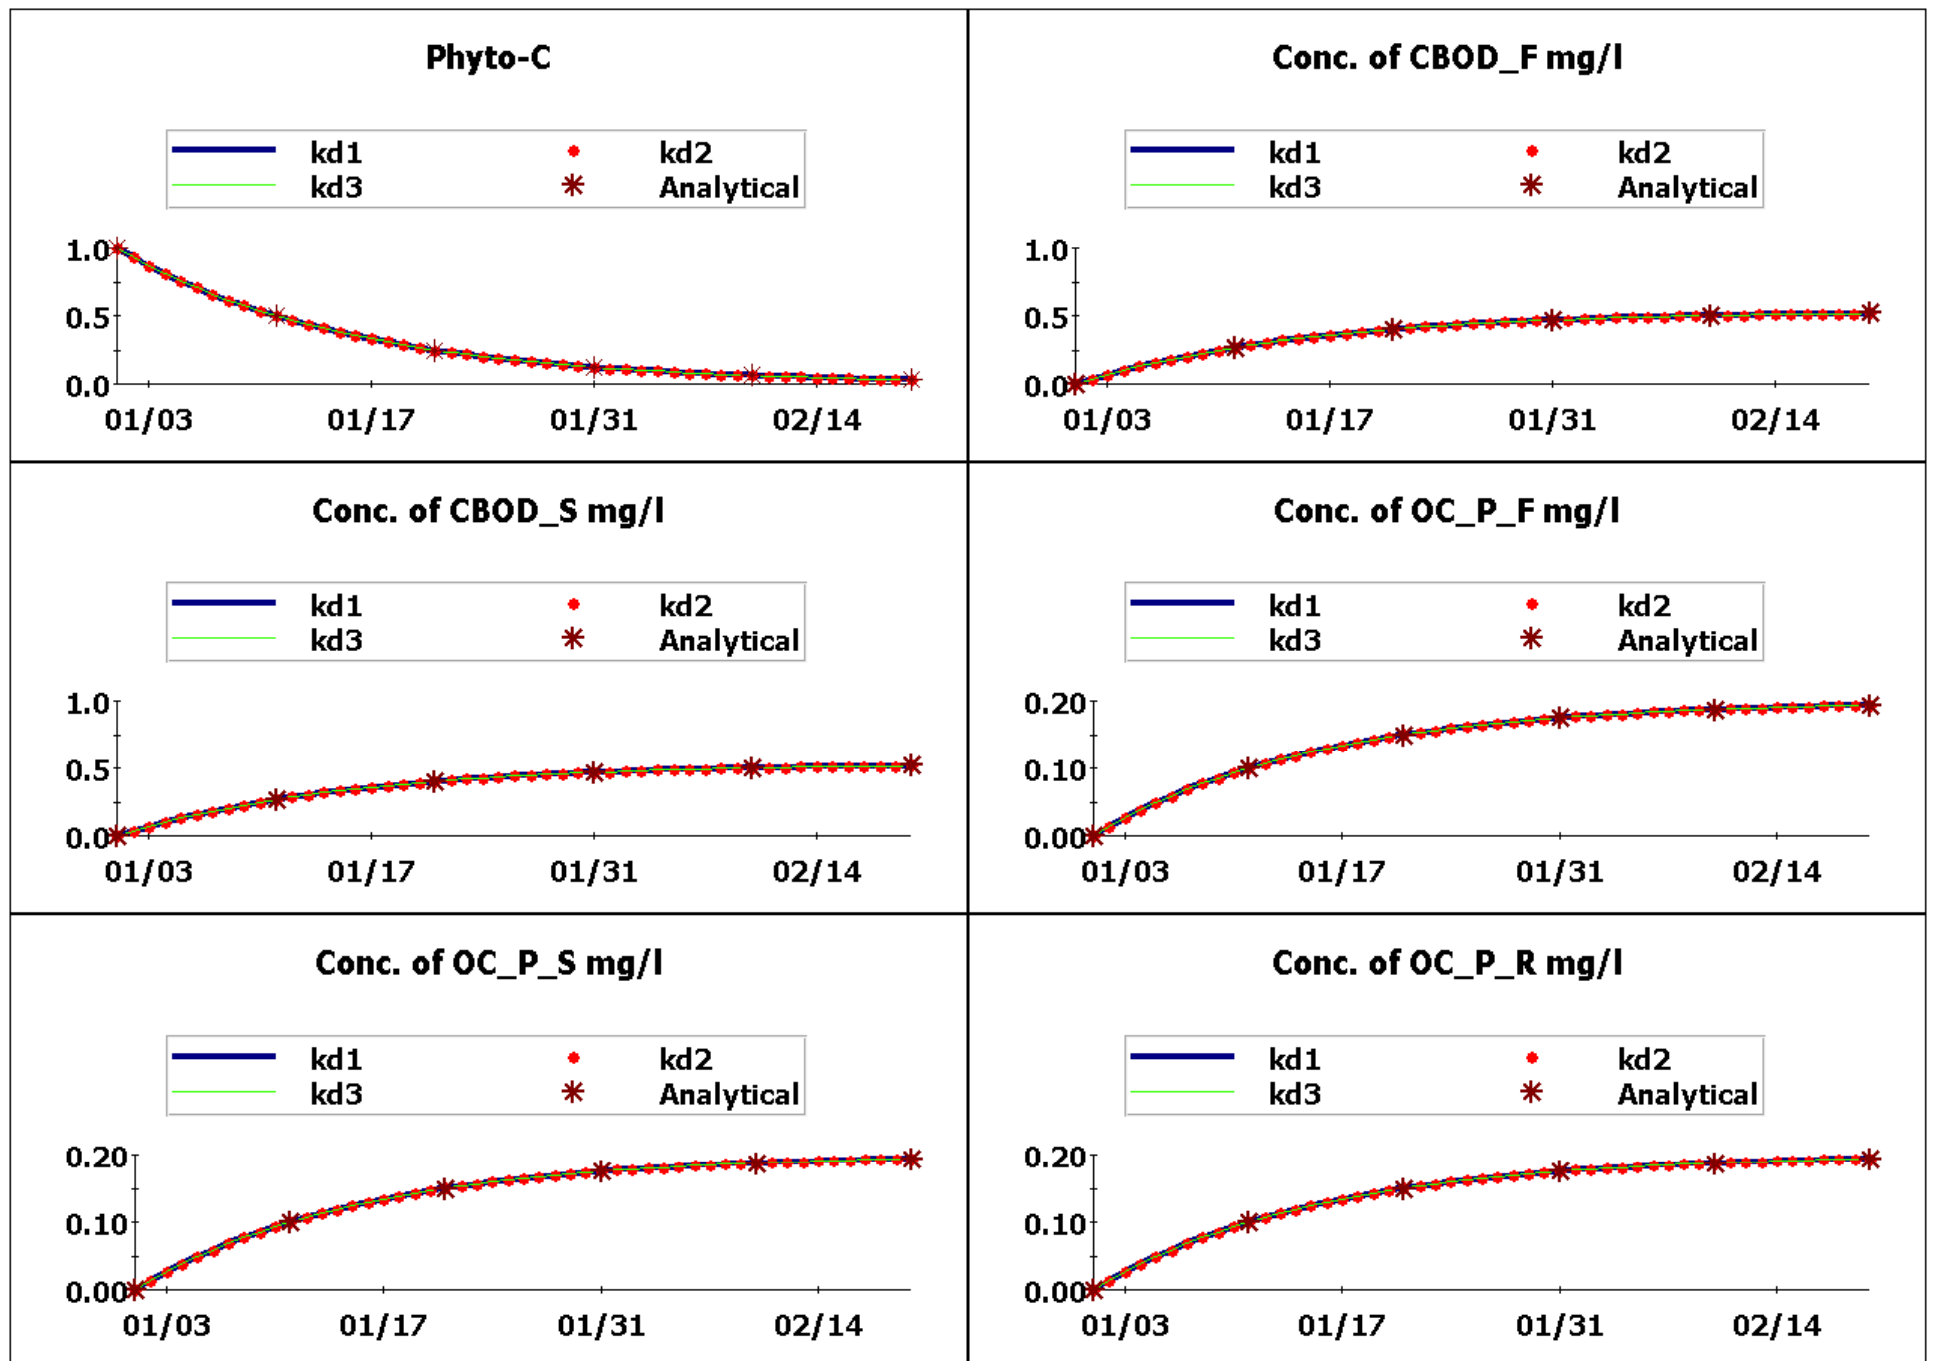 Phyto-C
kd1 kd2
kd3 Analytical
1.0
0.5
0.0
01/03 01/17 01/31 02/14
Conc. of CBOD_F mg/l
kd1 kd2
kd3 Analytical
1.0
0.5
0.0
01/03 01/17 01/31 02/14
Conc. of CBOD_S mg/l
kd1 kd2
kd3 Analytical
1.0
0.5
0.0
01/03 01/17 01/31 02/14
Conc. of OC_P_F mg/l
kd1 kd2
kd3 Analytical
0.20
0.10
0.00
01/03 01/17 01/31 02/14
Conc. of OC_P_S mg/l
kd1 kd2
kd3 Analytical
0.20
0.10
0.00
01/03 01/17 01/31 02/14
Conc. of OC_P_R mg/l
kd1 kd2
kd3 Analytical
0.20
0.10
0.00
01/03 01/17 01/31 02/14